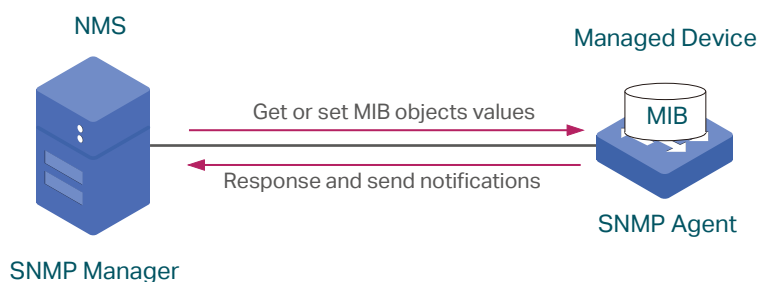 NMS
Managed Device
Get or set MIB objects values
MIB
Response and send notifications
SNMP Agent
SNMP Manager